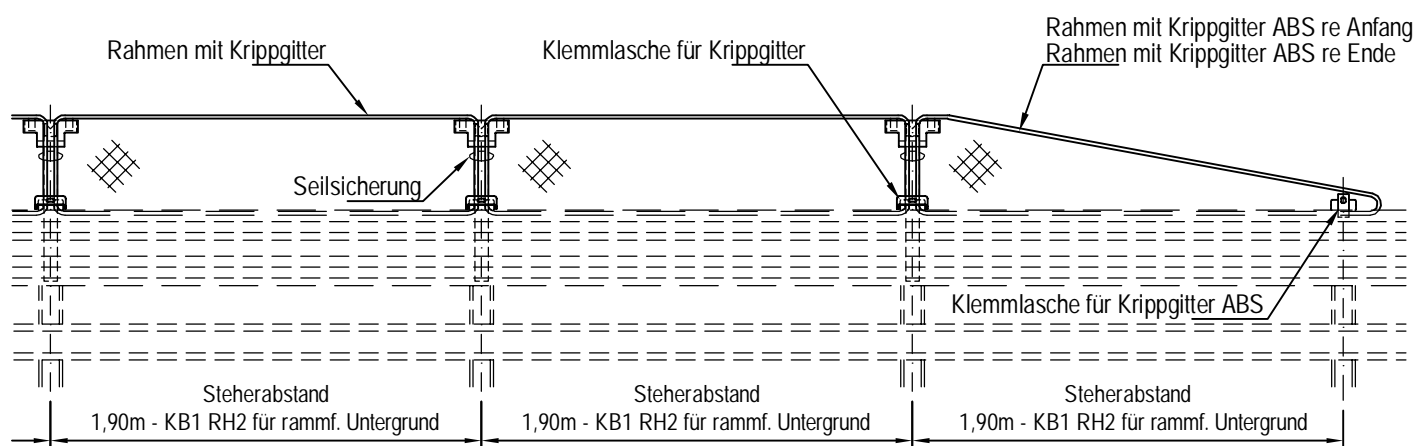 Rahmen mit Krippgitter
Klemmlasche für Krippgitter
Rahmen mit Krippgitter ABS re Anfang
Rahmen mit Krippgitter ABS re Ende
Seilsicherung
Klemmlasche für Krippgitter ABS
Steherabstand
1,90m - KB1 RH2 für rammf. Untergrund
Steherabstand
1,90m - KB1 RH2 für rammf. Untergrund
Steherabstand
1,90m - KB1 RH2 für rammf. Untergrund